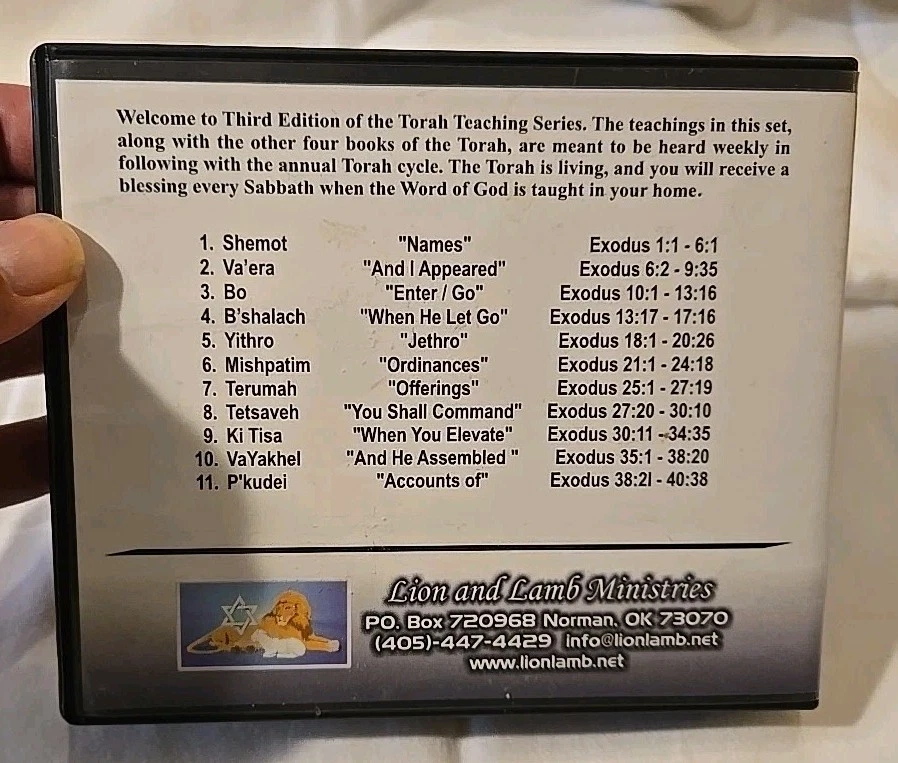 Welcome to Third Edition of the Torah Teaching Series. The teachings in this set,
along with the other four books of the Torah, are meant to be heard weekly in
following with the annual Torah cycle. The Torah is living, and you will receive a
blessing every Sabbath when the Word of God is taught in your home.
1. Shemot "Names" Exodus 1:1 - 6:1
2. Va'era "And I Appeared" Exodus 6:2 - 9:35
3. Bo "Enter / Go" Exodus 10:1 - 13:16
4. B'shalach "When He Let Go" Exodus 13:17 - 17:16
5. Yithro "Jethro" Exodus 18:1 - 20:26
6. Mishpatim "Ordinances" Exodus 21:1 - 24:18
7. Terumah "Offerings" Exodus 25:1 - 27:19
8. Tetsaveh "You Shall Command" Exodus 27:20 - 30:10
9. Ki Tisa "When You Elevate" Exodus 30:11 - 34:35
10. VaYakhel "And He Assembled " Exodus 35:1 - 38:20
11. P'kudei "Accounts of" Exodus 38:2l - 40:38
Lion and Lamb Ministries
P.O. Box 720968 Norman, OK 73070
(405)-447-4429 info@lionlamb.net
www.lionlamb.net